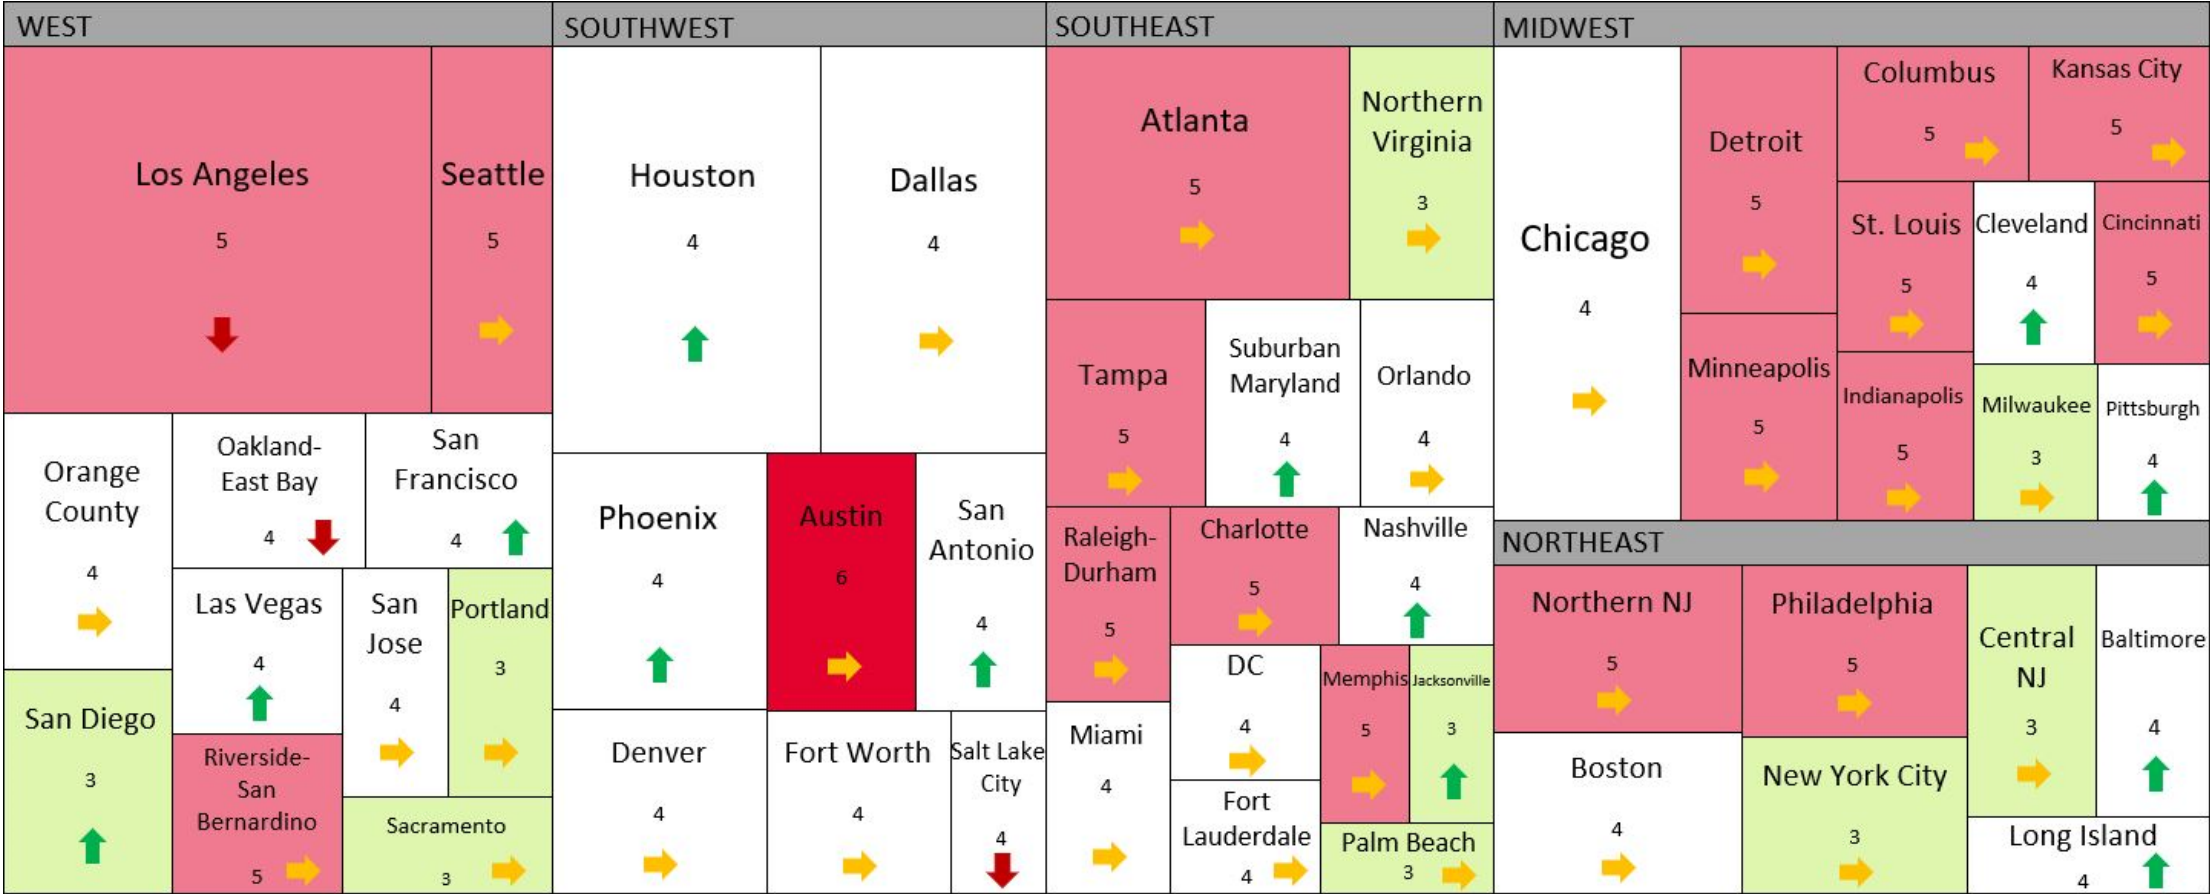 WEST
Los Angeles
5
Seattle
5
Orange
County
4
Oakland-
East Bay
4
San
Francisco
4
Las Vegas
4
San
Jose
4
Portland
3
San Diego
3
Riverside-
San
Bernardino
5
Sacramento
3
SOUTHWEST
Houston
4
Dallas
4
Phoenix
4
Austin
6
San
Antonio
4
Denver
4
Fort Worth
4
Salt Lake
City
4
SOUTHEAST
Atlanta
5
Northern
Virginia
3
Tampa
5
Suburban
Maryland
4
Orlando
4
Raleigh-
Durham
5
Charlotte
5
Nashville
4
Miami
4
DC
4
Memphis
5
Jacksonville
3
Fort
Lauderdale
4
Palm Beach
3
MIDWEST
Chicago
4
Detroit
5
Columbus
5
Kansas City
5
Minneapolis
5
St. Louis
5
Cleveland
4
Cincinnati
5
Indianapolis
5
Milwaukee
3
Pittsburgh
4
NORTHEAST
Northern NJ
5
Philadelphia
5
Central
NJ
3
Baltimore
4
Boston
4
New York City
3
Long Island
4